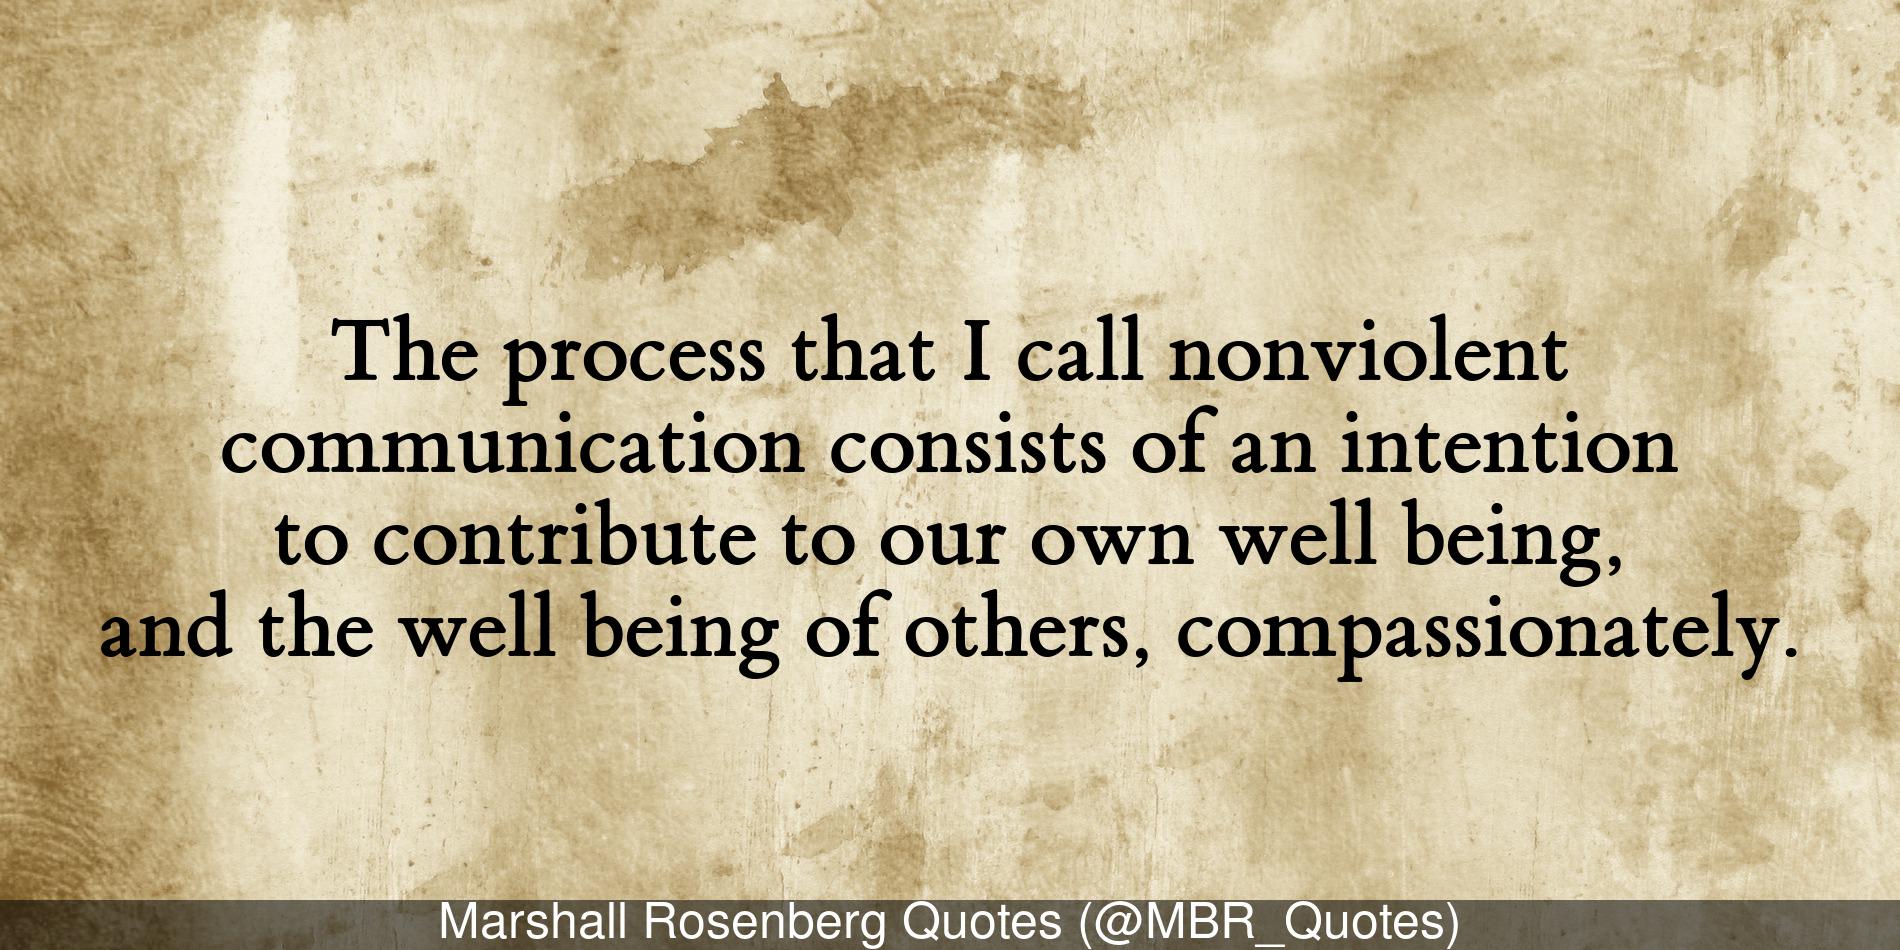 The process that I call nonviolent
communication consists of an intention
to contribute to our own well being,
and the well being of others, compassionately.
Marshall Rosenberg Quotes (@MBR_Quotes)